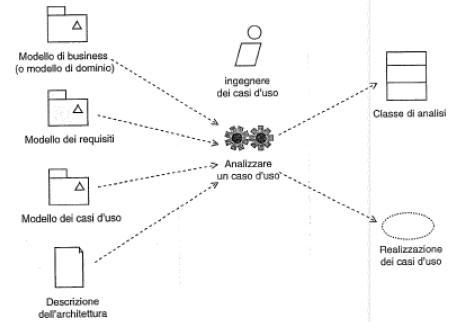 Modello di business
(o modello di dominio)
ingegnere
dei casi d'uso
Classe di analisi
Modello dei requisiti
Analizzare
un caso d'uso
Modello dei casi d'uso
Realizzazione
dei casi d'uso
Descrizione
dell'architettura